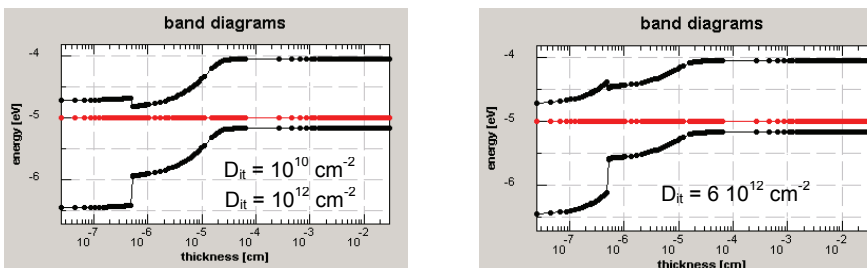 band diagrams
energy [eV]
-4
-5
-6
D_it = 10^10 cm^-2
D_it = 10^12 cm^-2
10^-7 10^-6 10^-5 10^-4 10^-3 10^-2
thickness [cm]
band diagrams
energy [eV]
-4
-5
-6
D_it = 6 10^12 cm^-2
10^-7 10^-6 10^-5 10^-4 10^-3 10^-2
thickness [cm]